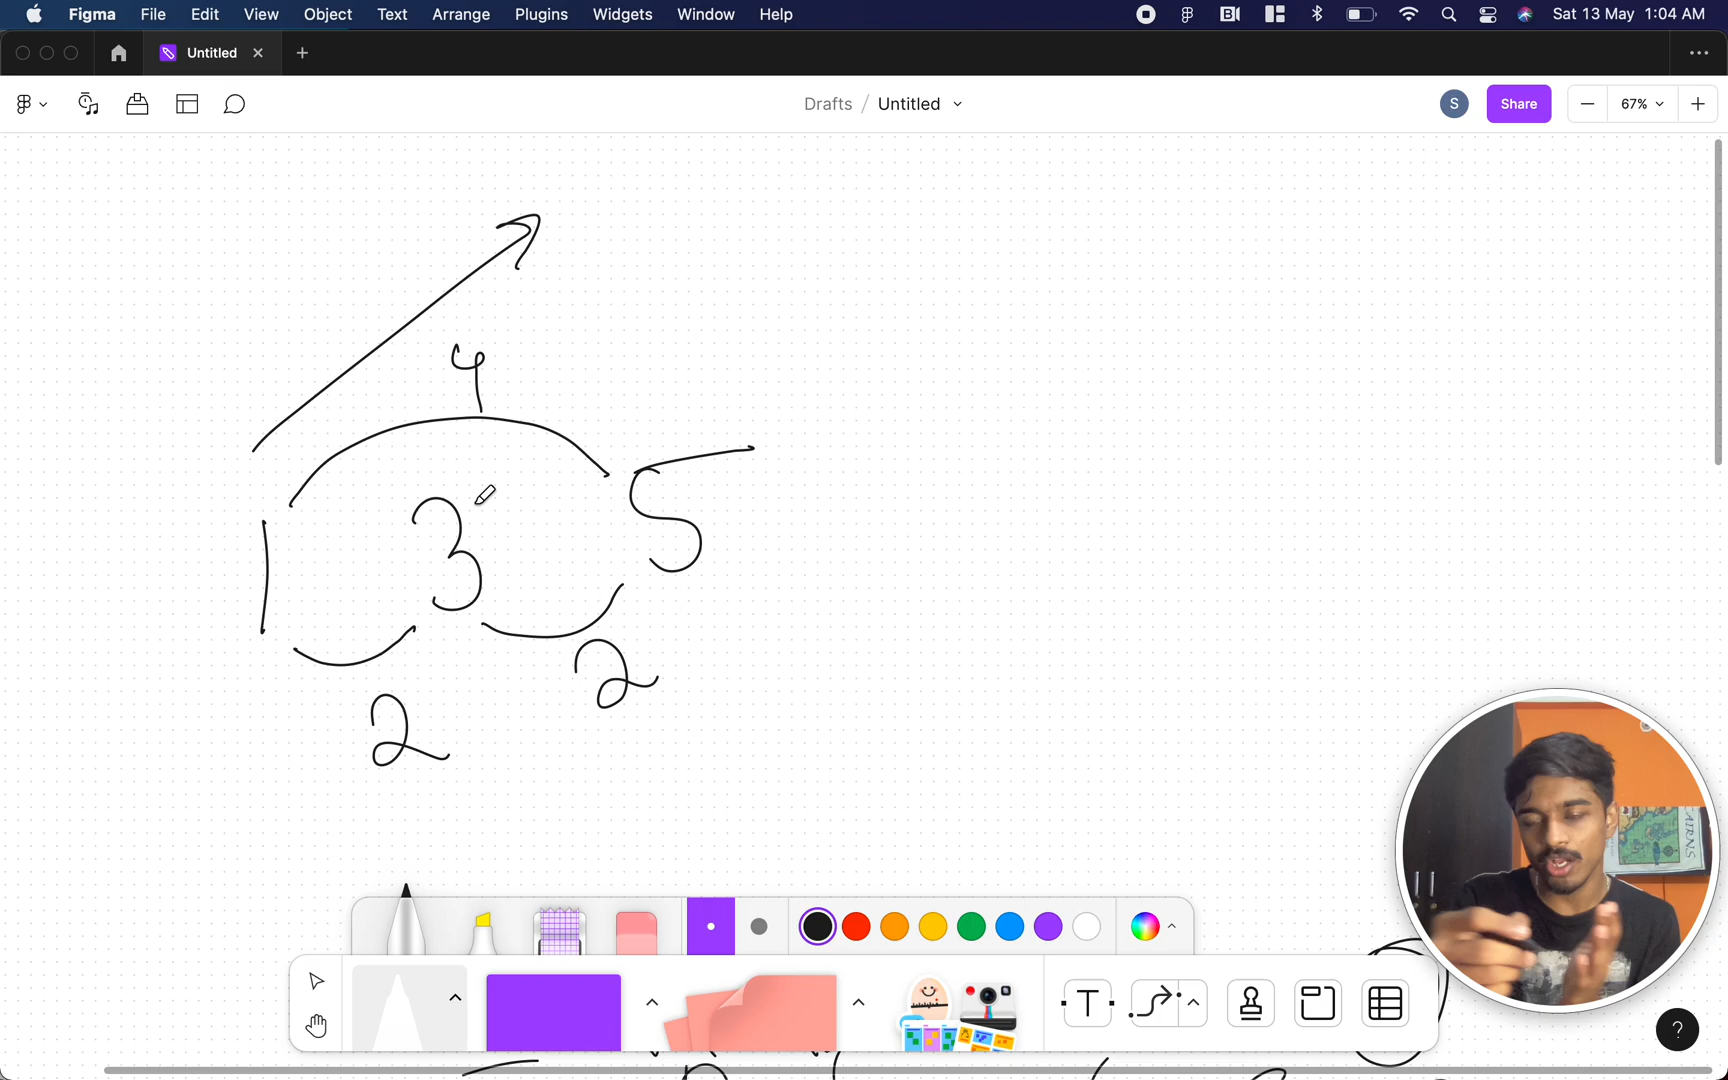 Figma File Edit View Object Text Arrange Plugins Widgets Window Help Sat 13 May 1:04 AM
Untitled
Drafts / Untitled
S
Share
67%
4
1 3 5
2
2
T
?